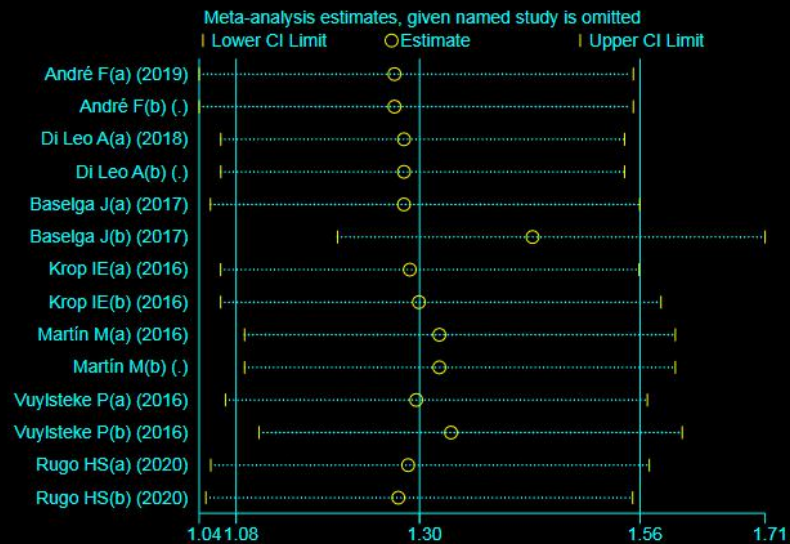 Meta-analysis estimates, given named study is omitted
| Lower CI Limit ○ Estimate | Upper CI Limit
André F(a) (2019)
André F(b) (.)
Di Leo A(a) (2018)
Di Leo A(b) (.)
Baselga J(a) (2017)
Baselga J(b) (2017)
Krop IE(a) (2016)
Krop IE(b) (2016)
Martín M(a) (2016)
Martín M(b) (.)
Vuylsteke P(a) (2016)
Vuylsteke P(b) (2016)
Rugo HS(a) (2020)
Rugo HS(b) (2020)
1.04 1.08 1.30 1.56 1.71